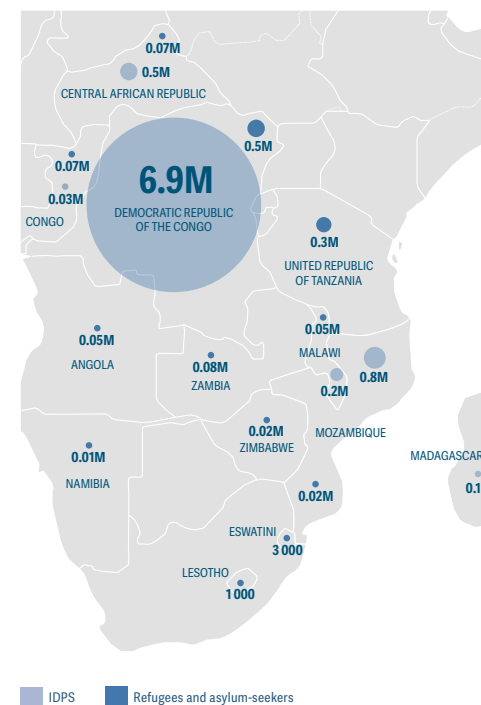 0.07M
0.5M
CENTRAL AFRICAN REPUBLIC
0.5M
0.07M
6.9M
0.03M
DEMOCRATIC REPUBLIC
OF THE CONGO
CONGO
0.3M
UNITED REPUBLIC
OF TANZANIA
0.05M
0.05M
MALAWI
ANGOLA
0.08M
0.8M
ZAMBIA
0.2M
0.02M
MOZAMBIQUE
ZIMBABWE
0.01M
MADAGASCAR
NAMIBIA
0.1
0.02M
ESWATINI
3 000
LESOTHO
1 000
IDPS
Refugees and asylum-seekers